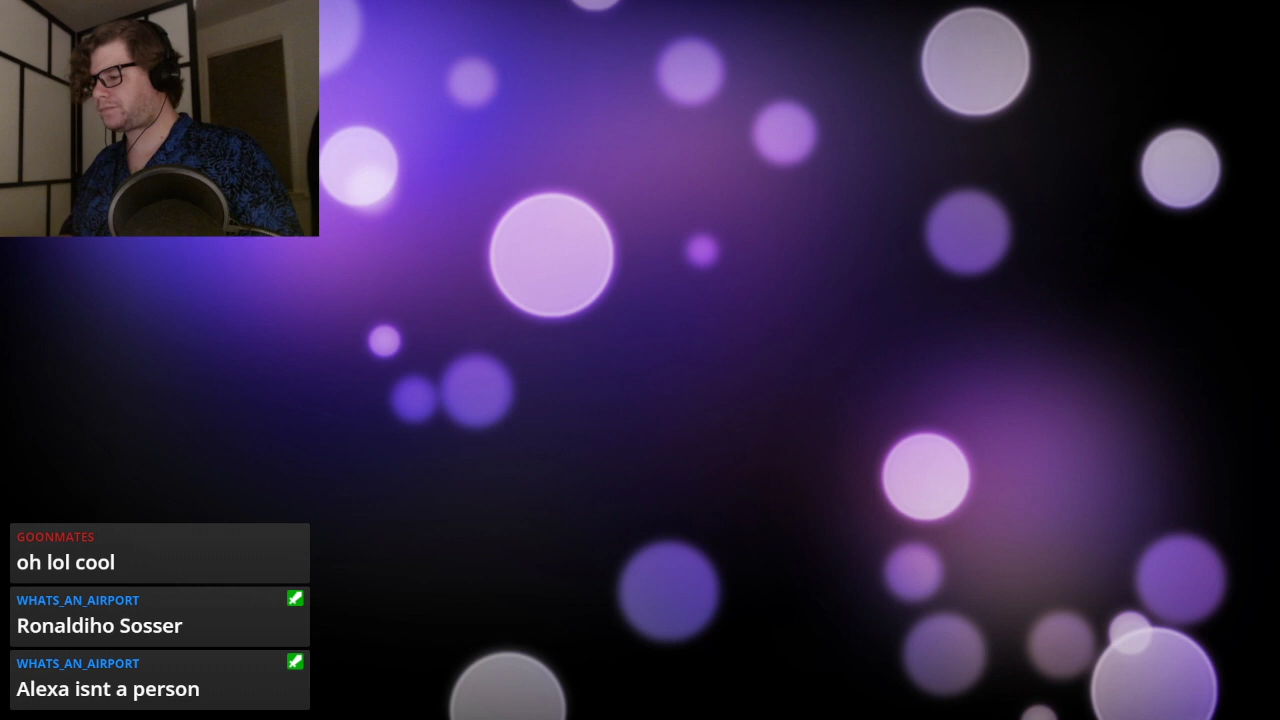 GOONMATES
oh lol cool
WHATS_AN_AIRPORT
Ronaldiho Sosser
WHATS_AN_AIRPORT
Alexa isnt a person